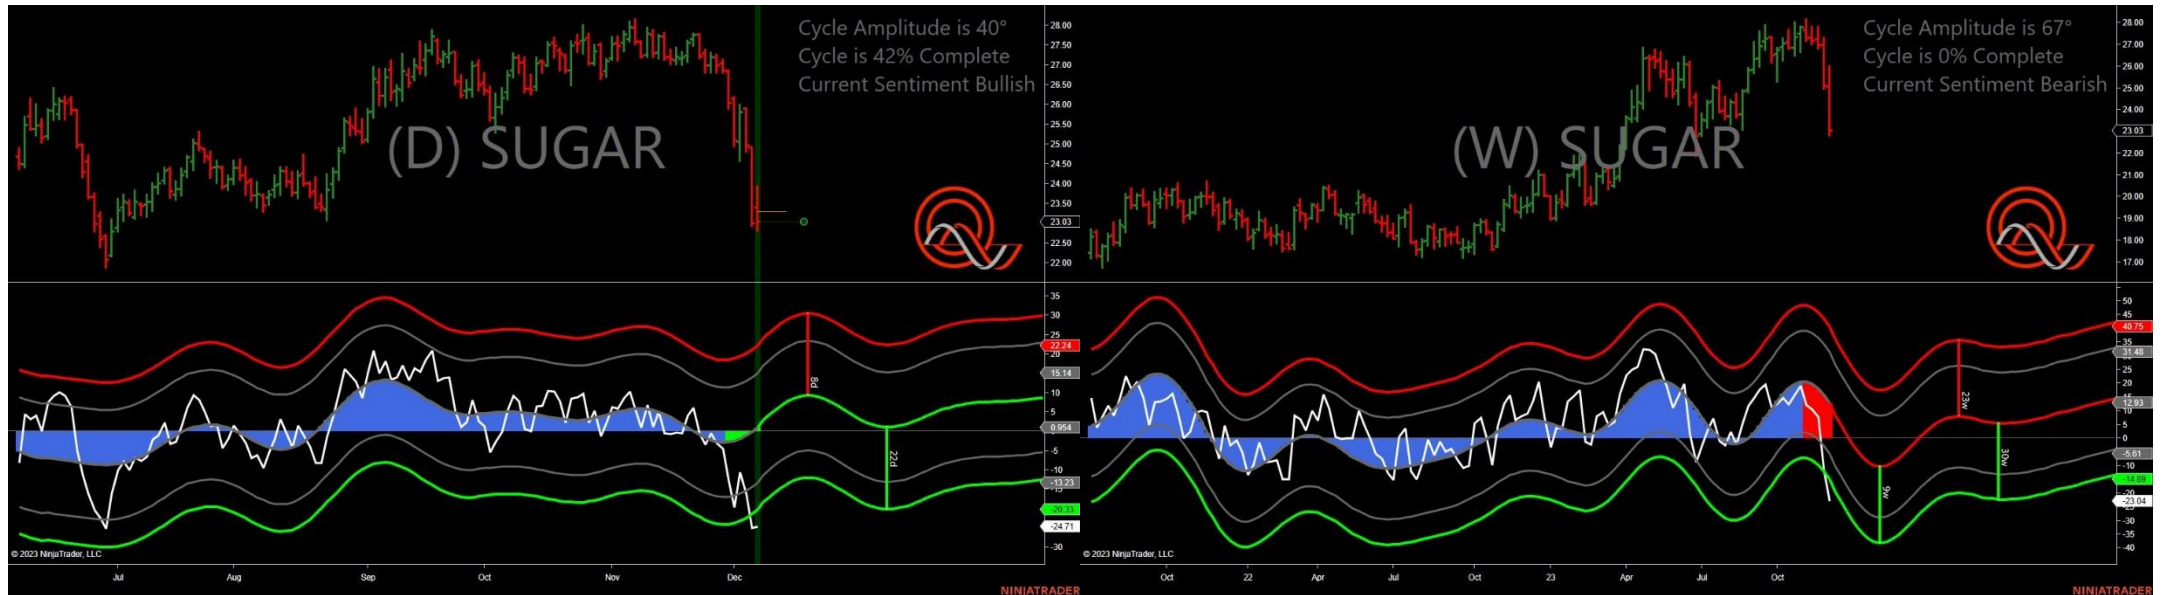 Cycle Amplitude is 40°
Cycle is 42% Complete
Current Sentiment Bullish
(D) SUGAR
28.00
27.50
27.00
26.50
26.00
25.50
25.00
24.50
24.00
23.50
23.03
22.50
22.00
35
30
25
22.24
20
15.14
10
5
0.954
-5
-10
-13.23
-20.33
-24.71
-30
8d
22d
© 2023 NinjaTrader, LLC
Jul
Aug
Sep
Oct
Nov
Dec
NINJATRADER
Cycle Amplitude is 67°
Cycle is 0% Complete
Current Sentiment Bearish
(W) SUGAR
28.00
27.00
26.00
25.00
24.00
23.03
22.00
21.00
20.00
19.00
18.00
17.00
50
45
40.75
35
31.48
25
20
15
12.93
10
5
0
-5.61
-10
-14.89
-20
-23.04
-30
-35
-40
23w
9w
30w
© 2023 NinjaTrader, LLC
Oct
22
Apr
Jul
Oct
23
Apr
Jul
Oct
NINJATRADER